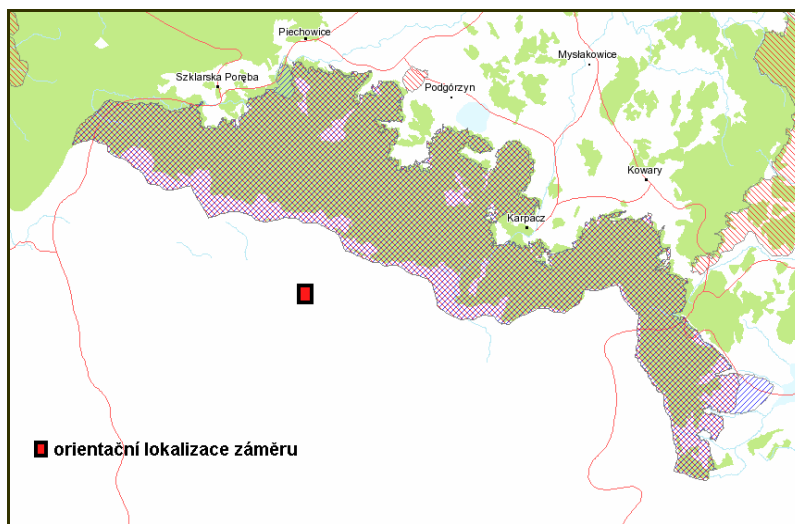 Piechowice
Szklarska Poręba
Mysłakowice
Podgórzyn
Kowary
Karpacz
orientační lokalizace záměru